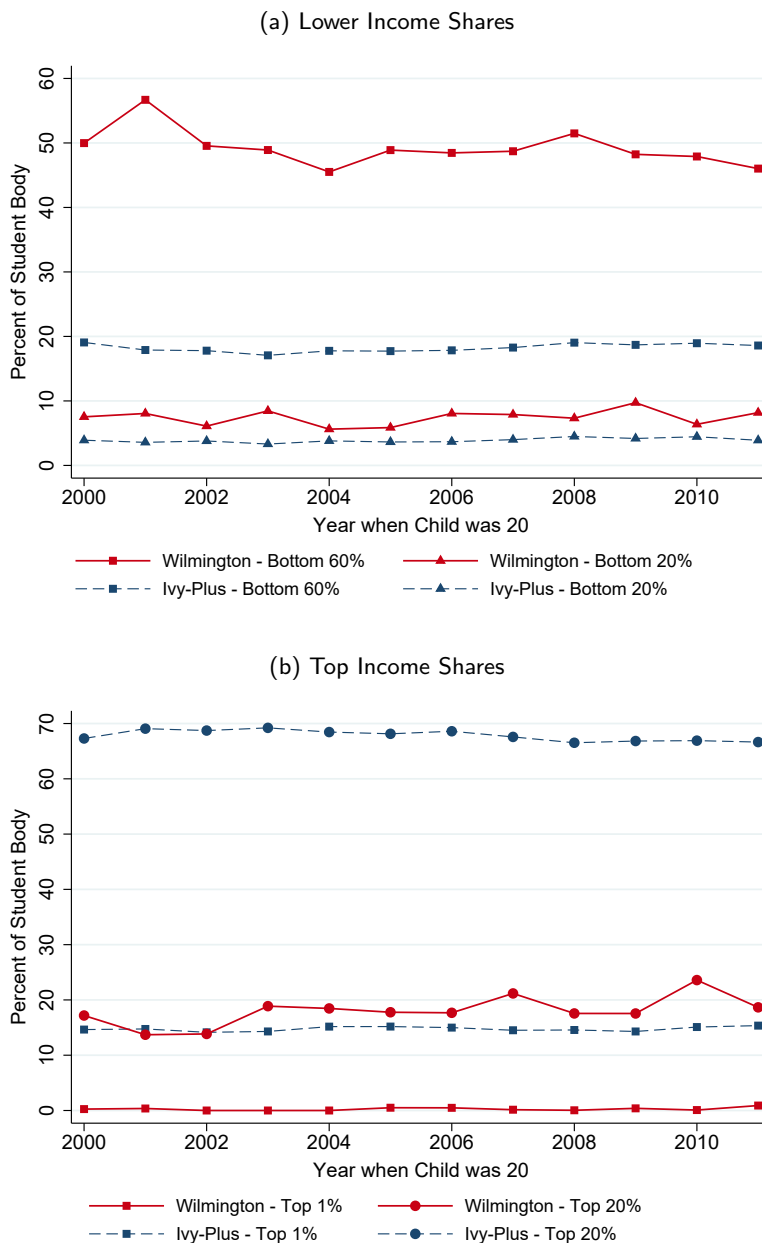 (a) Lower Income Shares
60
50
40
30
20
10
0
Percent of Student Body
2000 2002 2004 2006 2008 2010
Year when Child was 20
Wilmington - Bottom 60% Wilmington - Bottom 20%
Ivy-Plus - Bottom 60% Ivy-Plus - Bottom 20%
(b) Top Income Shares
70
60
50
40
30
20
10
0
Percent of Student Body
2000 2002 2004 2006 2008 2010
Year when Child was 20
Wilmington - Top 1% Wilmington - Top 20%
Ivy-Plus - Top 1% Ivy-Plus - Top 20%